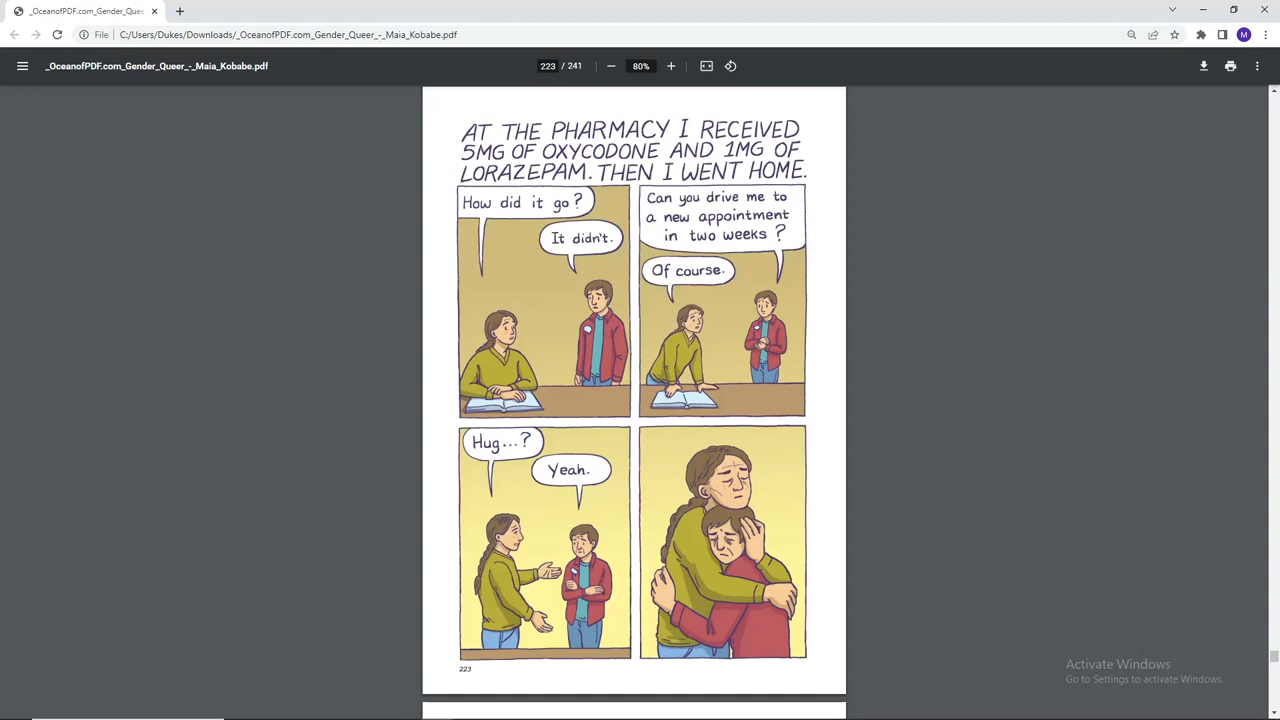 _OceanofPDF.com_Gender_Que
File
C:/Users/Dukes/Downloads/_OceanofPDF.com_Gender_Queer_-_Maia_Kobabe.pdf
M
_OceanofPDF.com_Gender_Queer_-_Maia_Kobabe.pdf
223 / 241
80%
AT THE PHARMACY I RECEIVED
5MG OF OXYCODONE AND 1MG OF
LORAZEPAM. THEN I WENT HOME.
How did it go?
It didn't.
Can you drive me to
a new appointment
in two weeks?
Of course.
Hug...?
Yeah.
223
Activate Windows
Go to Settings to activate Windows.